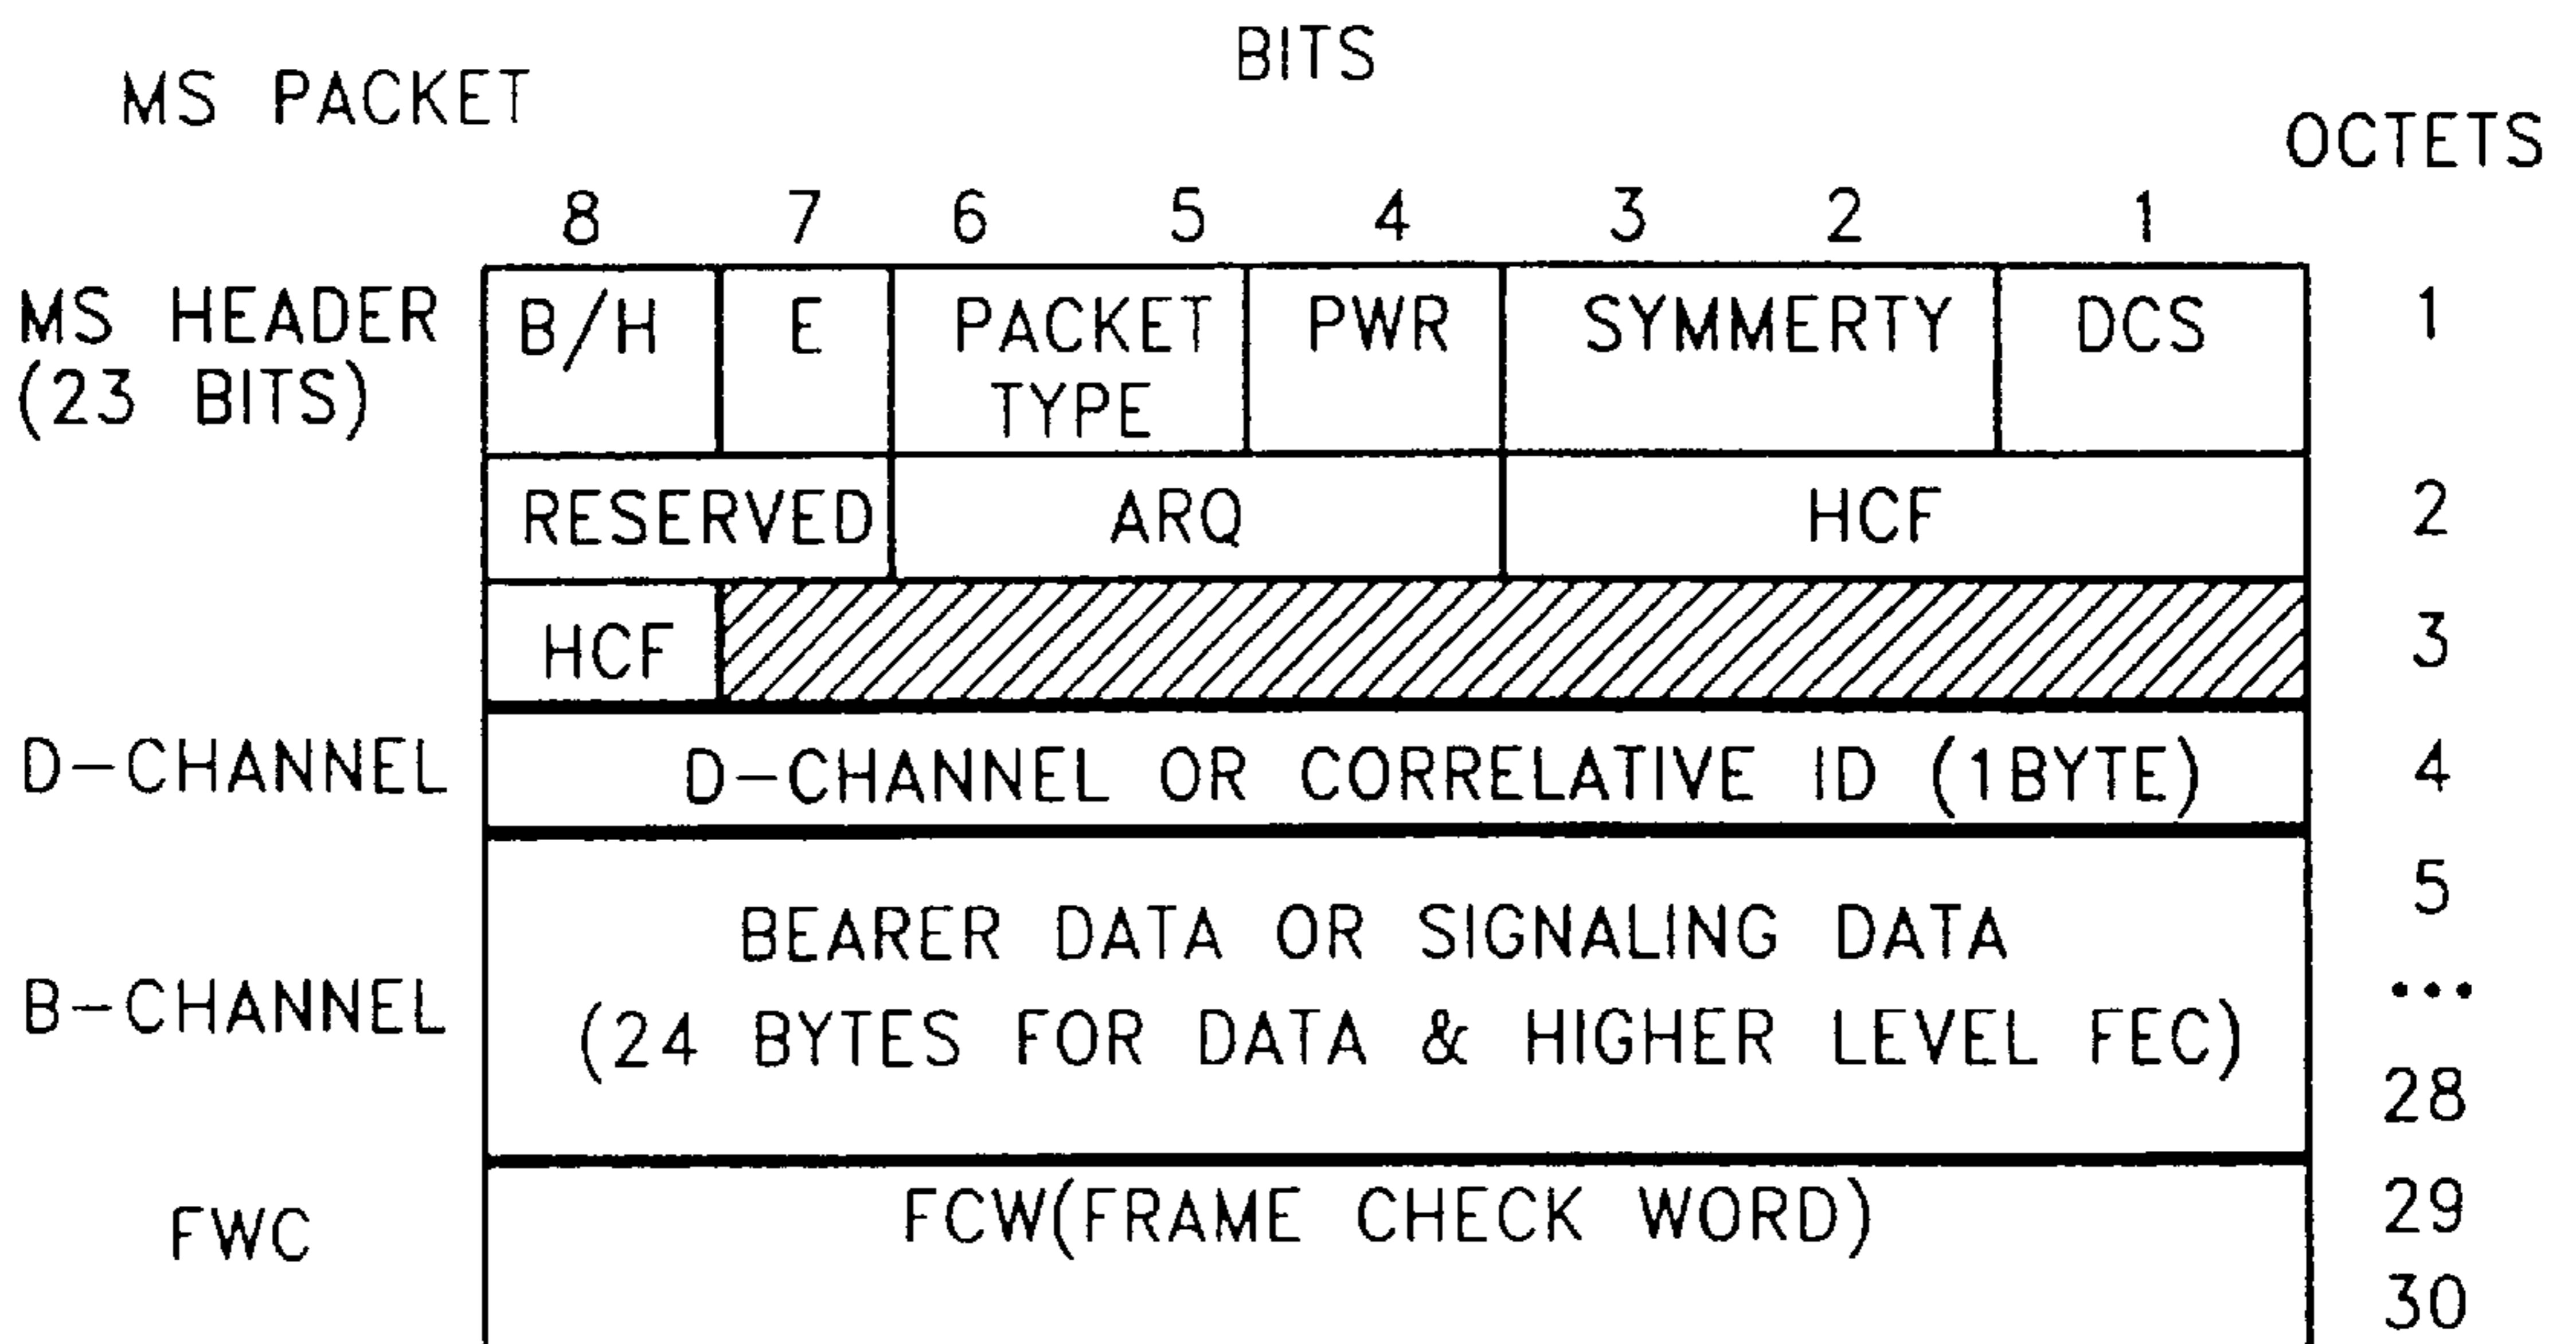 BITS
MS PACKET
OCTETS
8 7 6 5 4 3 2 1
MS HEADER
(23 BITS)
B/H E PACKET TYPE PWR SYMMERTY DCS 1
RESERVED ARQ HCF 2
HCF 3
D-CHANNEL D-CHANNEL OR CORRELATIVE ID (1BYTE) 4
5
BEARER DATA OR SIGNALING DATA
B-CHANNEL ...
(24 BYTES FOR DATA & HIGHER LEVEL FEC)
28
FWC FCW(FRAME CHECK WORD) 29
30